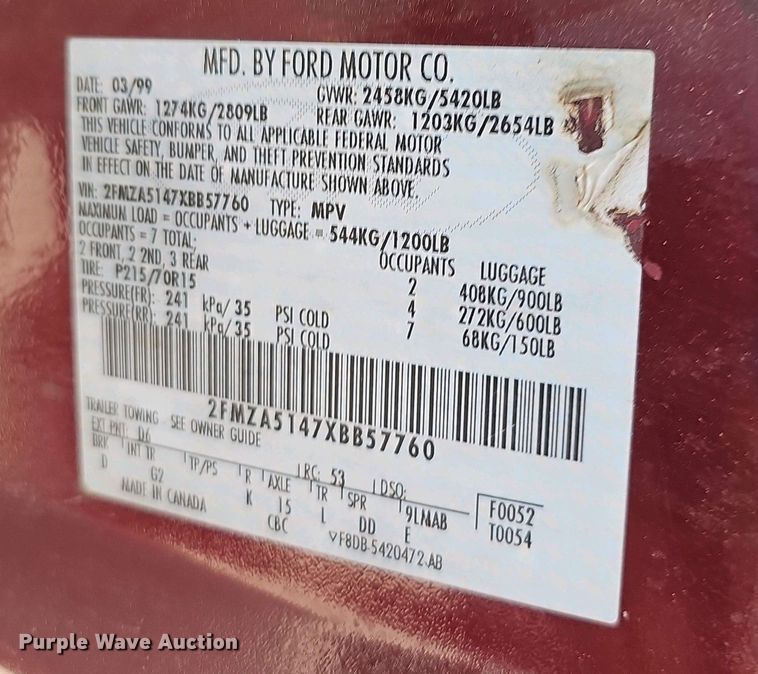 MFD. BY FORD MOTOR CO.
DATE: 03/99 GVWR: 2458KG/5420LB
FRONT GAWR: 1274KG/2809LB REAR GAWR: 1203KG/2654LB
THIS VEHICLE CONFORMS TO ALL APPLICABLE FEDERAL MOTOR
VEHICLE SAFETY, BUMPER, AND THEFT PREVENTION STANDARDS
IN EFFECT ON THE DATE OF MANUFACTURE SHOWN ABOVE.
VIN: 2FMZA5147XBB57760 TYPE: MPV
MAXIMUM LOAD = OCCUPANTS + LUGGAGE = 544KG/1200LB
OCCUPANTS = 7 TOTAL; OCCUPANTS LUGGAGE
2 FRONT, 2 2ND, 3 REAR 2 408KG/900LB
TIRE: P215/70R15 4 272KG/600LB
PRESSURE(FR): 241 kPa/ 35 PSI COLD 7 68KG/150LB
PRESSURE(RR): 241 kPa/ 35 PSI COLD
2FMZA5147XBB57760
TRAILER TOWING - SEE OWNER GUIDE
EXT PNT: D6 RC: 53 DSO:
BRK INT TR TP/PS R AXLE TR SPR 9LMAB F0052
D G2 K 15 L DD E T0054
MADE IN CANADA CBC ▽F8DB-5420472-AB
Purple Wave Auction